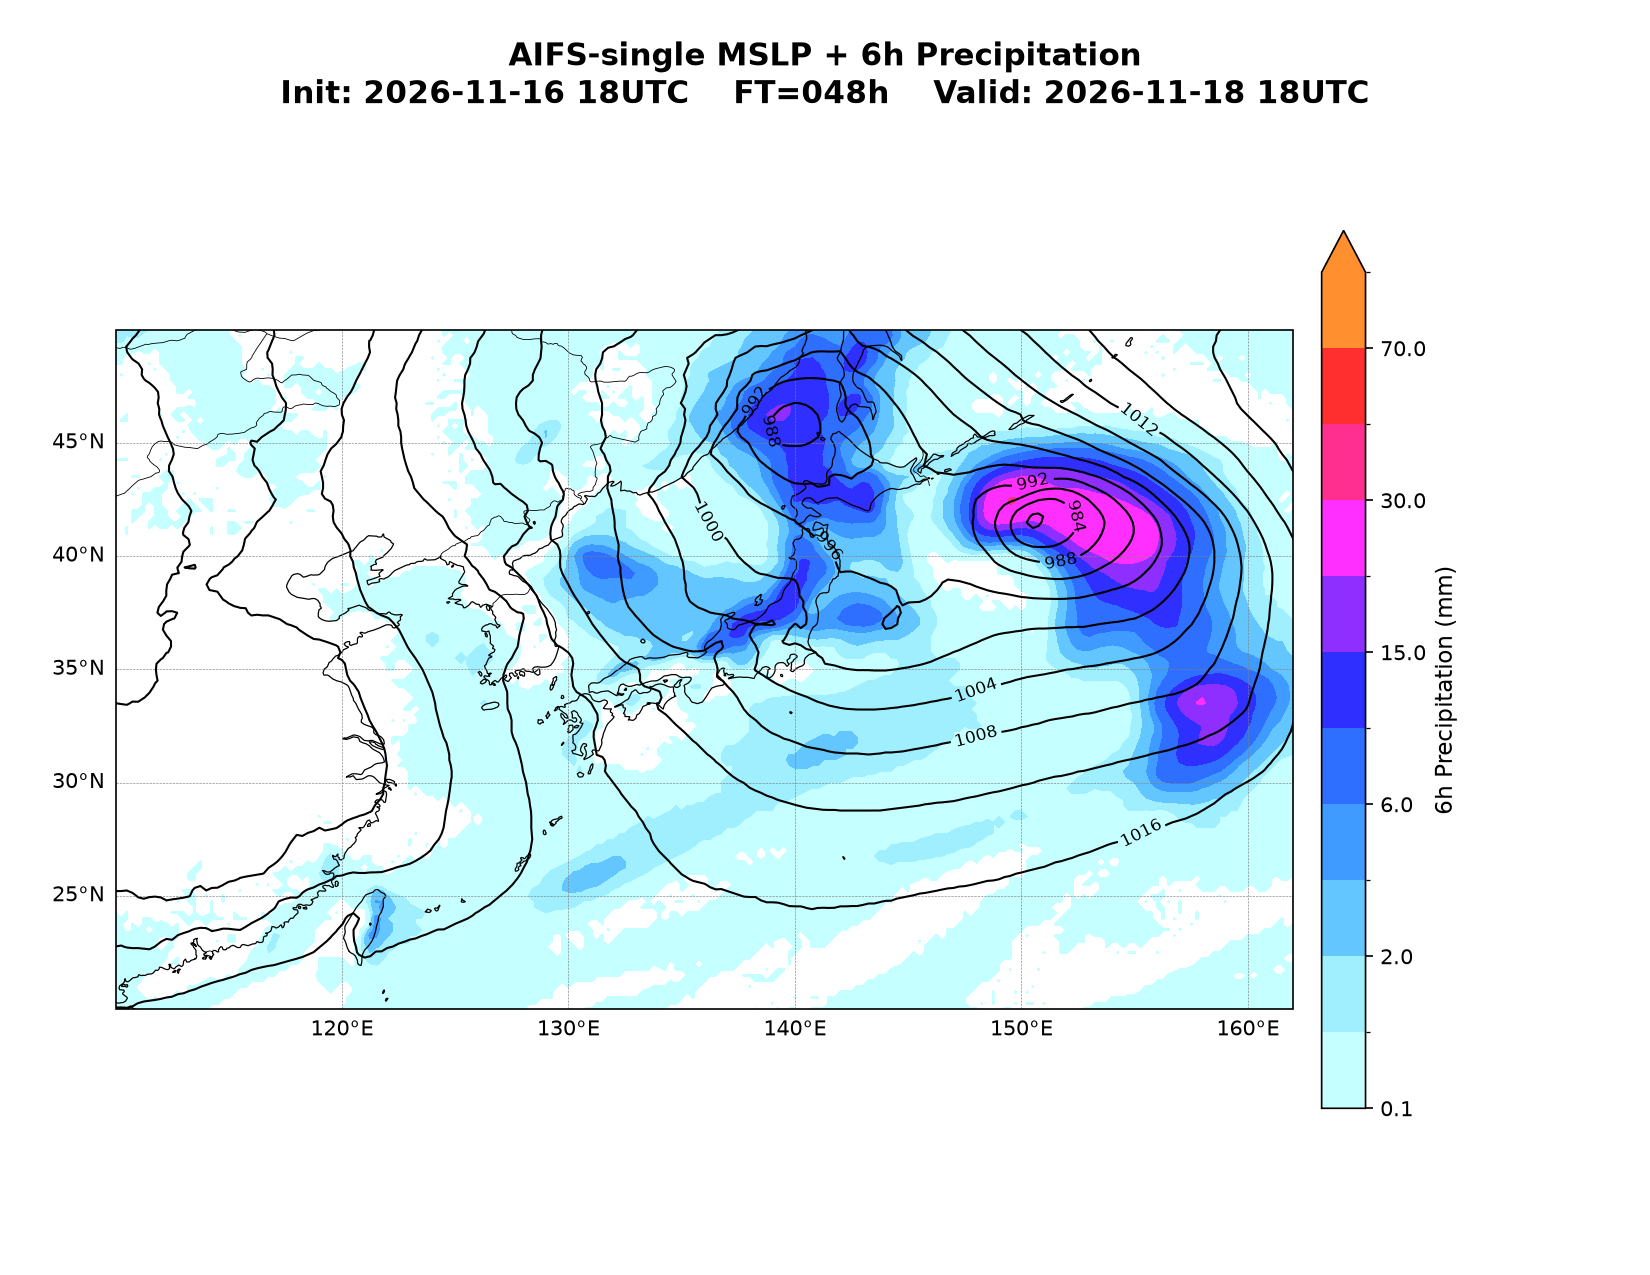 AIFS-single MSLP + 6h Precipitation
Init: 2026-11-16 18UTC    FT=048h    Valid: 2026-11-18 18UTC
70.0
30.0
15.0
6.0
2.0
0.1
6h Precipitation (mm)
45°N
40°N
35°N
30°N
25°N
120°E
130°E
140°E
150°E
160°E
992
988
1012
992
984
988
1000
996
1004
1008
1016